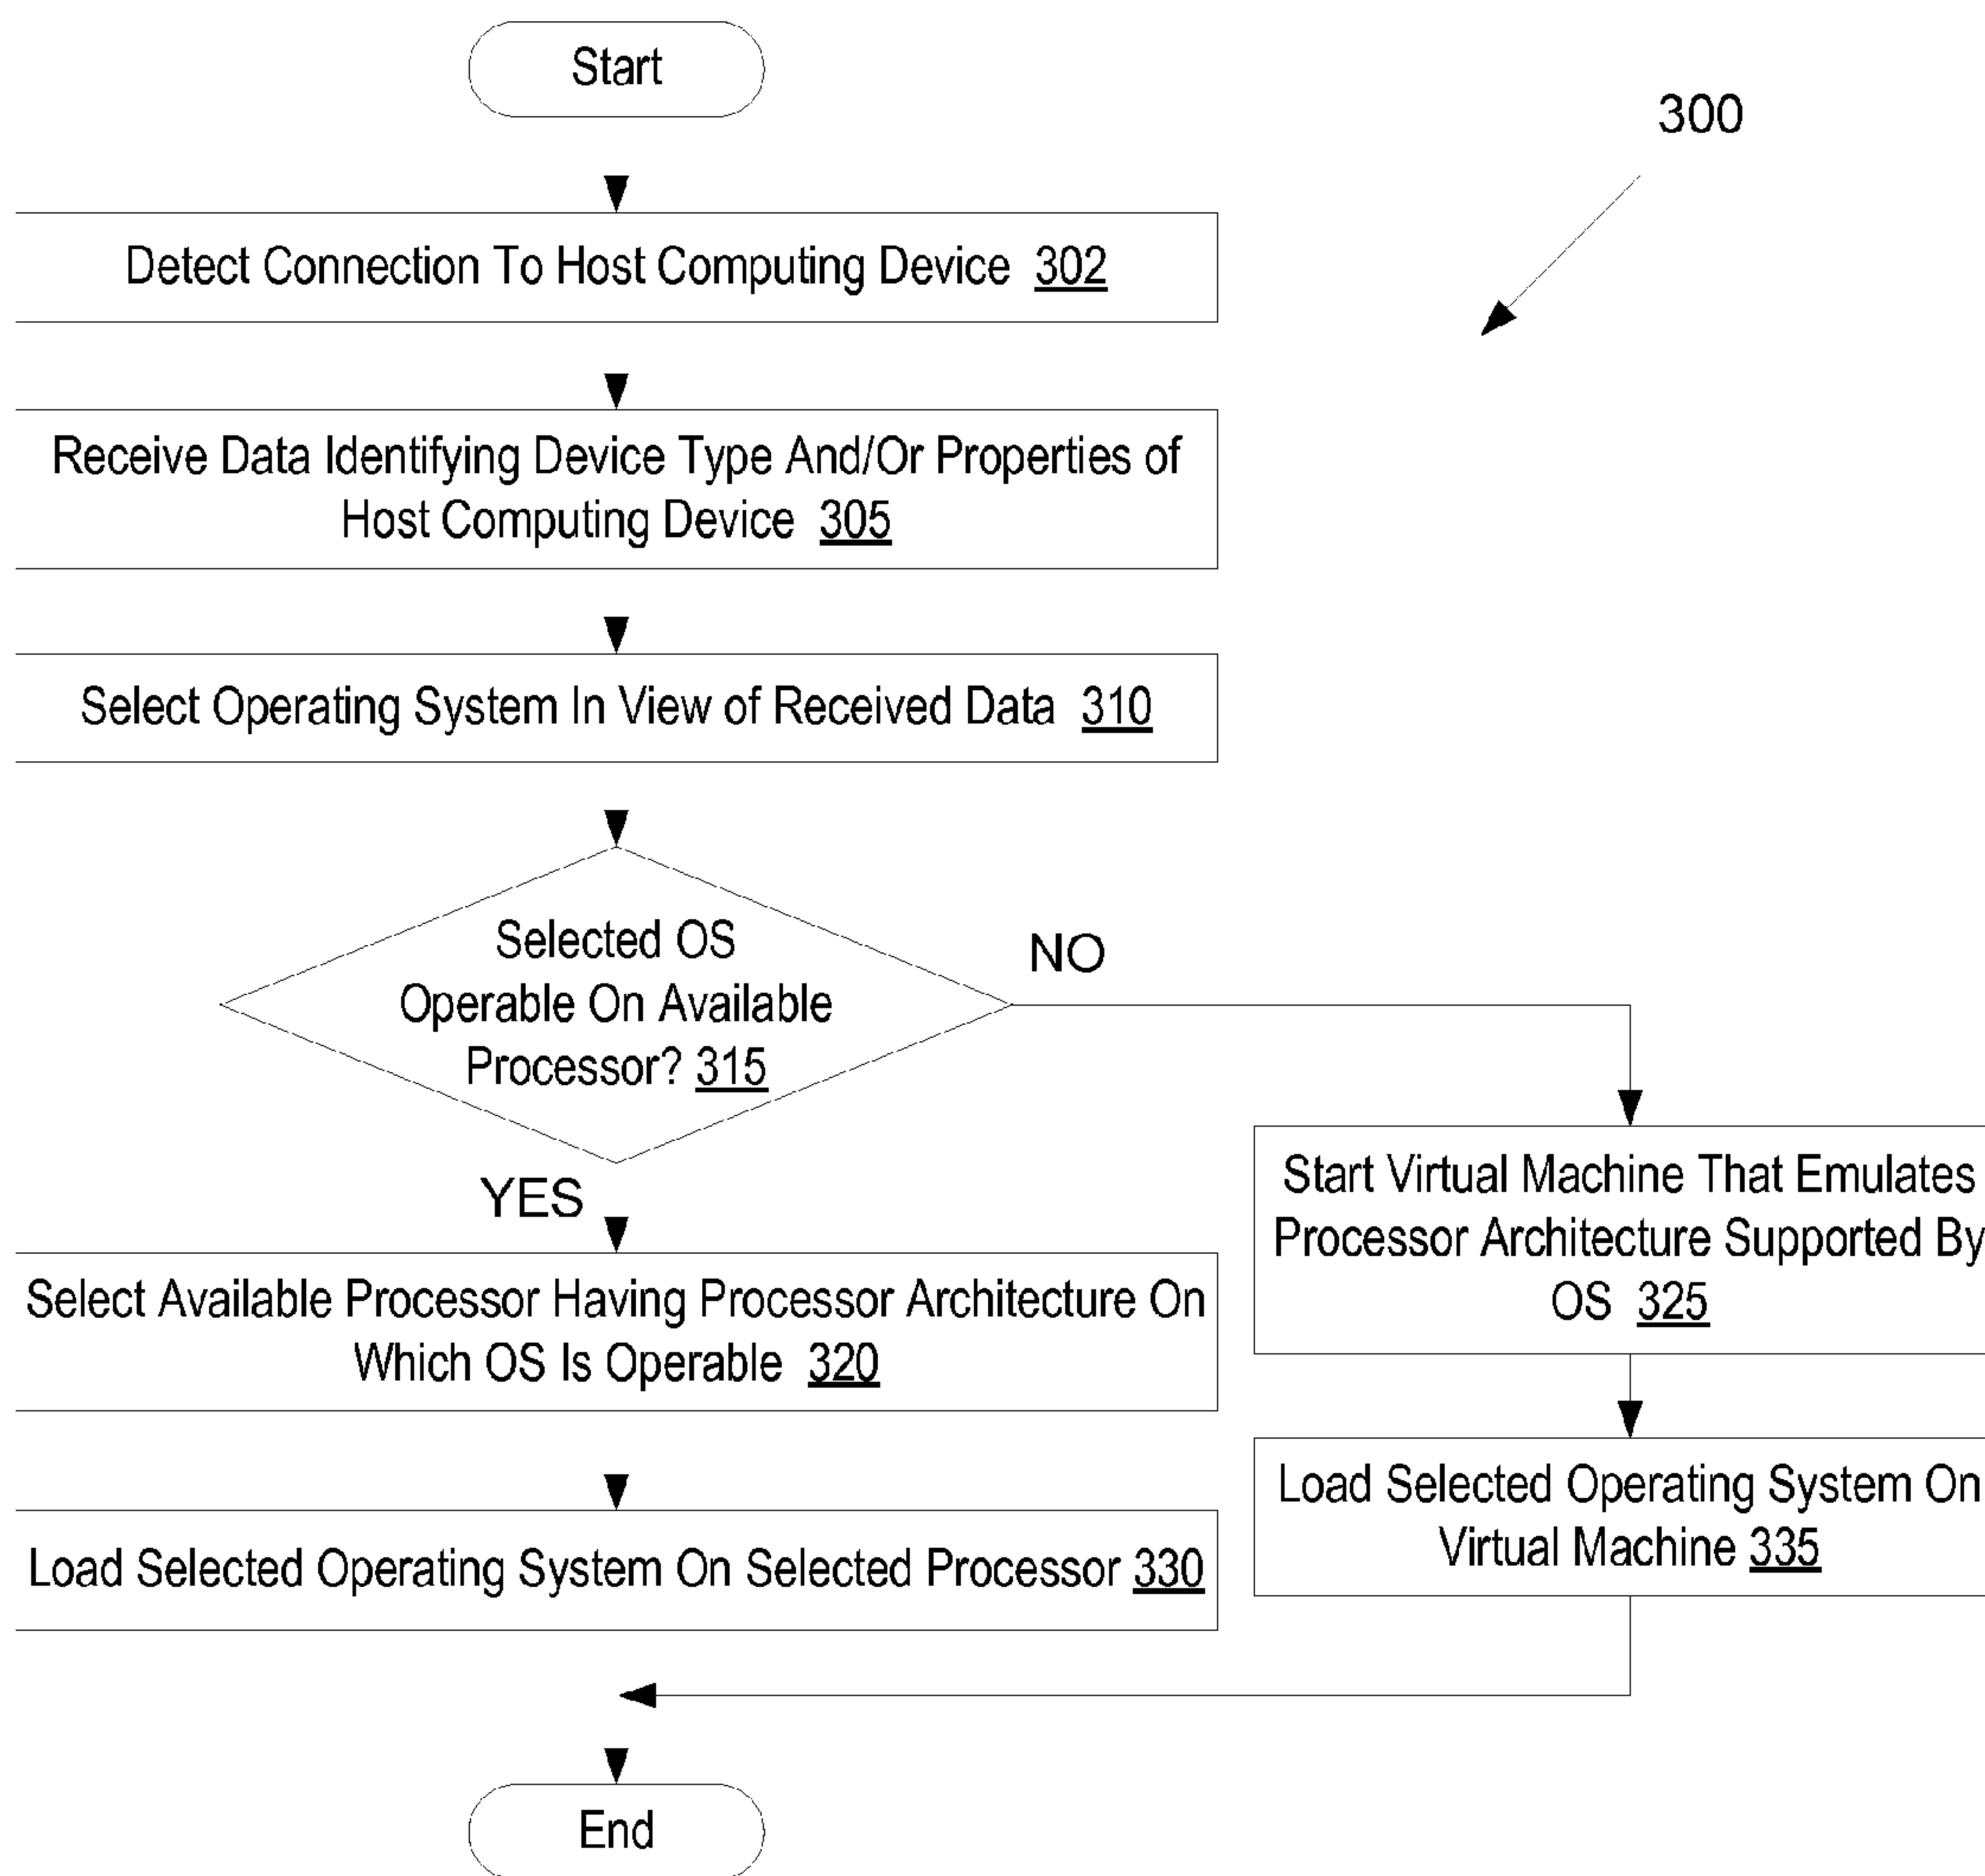 Start
300
Detect Connection To Host Computing Device 302
Receive Data Identifying Device Type And/Or Properties of
Host Computing Device 305
Select Operating System In View of Received Data 310
Selected OS
Operable On Available
Processor? 315
NO
YES
Start Virtual Machine That Emulates
Processor Architecture Supported By
OS 325
Select Available Processor Having Processor Architecture On
Which OS Is Operable 320
Load Selected Operating System On
Virtual Machine 335
Load Selected Operating System On Selected Processor 330
End